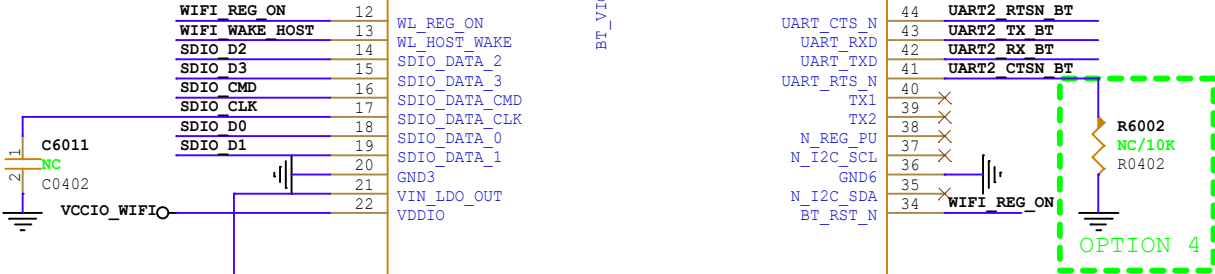 WIFI_REG_ON 12 WL_REG_ON
WIFI_WAKE_HOST 13 WL_HOST_WAKE
SDIO_D2 14 SDIO_DATA_2
SDIO_D3 15 SDIO_DATA_3
SDIO_CMD 16 SDIO_DATA_CMD
SDIO_CLK 17 SDIO_DATA_CLK
SDIO_D0 18 SDIO_DATA_0
SDIO_D1 19 SDIO_DATA_1
20 GND3
21 VIN_LDO_OUT
VCCIO_WIFI 22 VDDIO
1 C6011
NC
2 C0402
BT_VIO
UART_CTS_N 44 UART2_RTSN_BT
UART_RXD 43 UART2_TX_BT
UART_TXD 42 UART2_RX_BT
UART_RTS_N 41 UART2_CTSN_BT
TX1 40
TX2 39
N_REG_PU 38
N_I2C_SCL 37
GND6 36
N_I2C_SDA 35
BT_RST_N 34 WIFI_REG_ON
R6002
NC/10K
R0402
OPTION 4